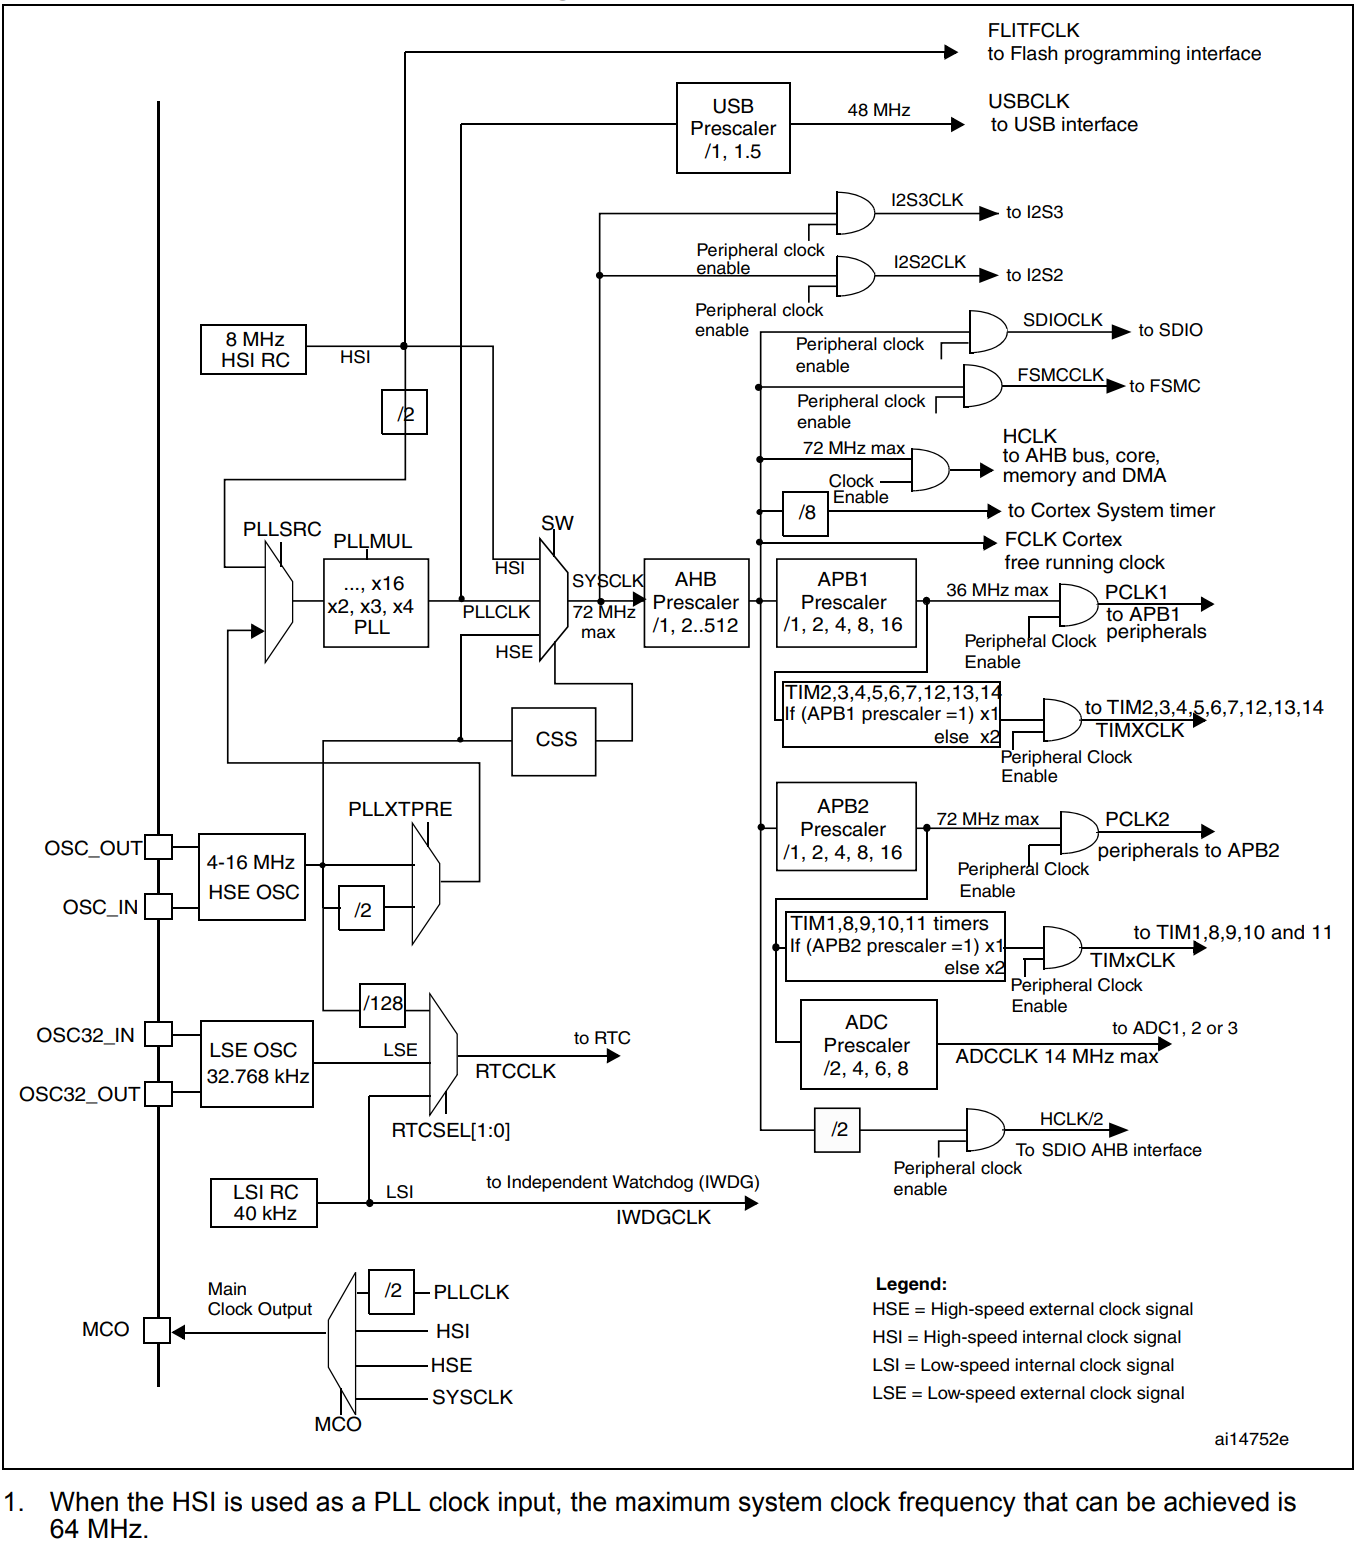 FLITFCLK
to Flash programming interface
USB
Prescaler
/1, 1.5
48 MHz
USBCLK
to USB interface
I2S3CLK
to I2S3
Peripheral clock
enable
I2S2CLK
to I2S2
Peripheral clock
enable
8 MHz
HSI RC
HSI
SDIOCLK
to SDIO
Peripheral clock
enable
FSMCCLK
to FSMC
Peripheral clock
enable
/2
72 MHz max
Clock
Enable
HCLK
to AHB bus, core,
memory and DMA
/8
to Cortex System timer
FCLK Cortex
free running clock
PLLSRC
PLLMUL
..., x16
x2, x3, x4
PLL
SW
HSI
PLLCLK
HSE
SYSCLK
72 MHz
max
AHB
Prescaler
/1, 2..512
APB1
Prescaler
/1, 2, 4, 8, 16
36 MHz max
PCLK1
to APB1
peripherals
Peripheral Clock
Enable
TIM2,3,4,5,6,7,12,13,14
If (APB1 prescaler =1) x1
else x2
to TIM2,3,4,5,6,7,12,13,14
TIMXCLK
Peripheral Clock
Enable
CSS
PLLXTPRE
OSC_OUT
OSC_IN
4-16 MHz
HSE OSC
/2
APB2
Prescaler
/1, 2, 4, 8, 16
72 MHz max
PCLK2
peripherals to APB2
Peripheral Clock
Enable
TIM1,8,9,10,11 timers
If (APB2 prescaler =1) x1
else x2
to TIM1,8,9,10 and 11
TIMxCLK
Peripheral Clock
Enable
/128
OSC32_IN
OSC32_OUT
LSE OSC
32.768 kHz
LSE
to RTC
RTCCLK
RTCSEL[1:0]
ADC
Prescaler
/2, 4, 6, 8
to ADC1, 2 or 3
ADCCLK 14 MHz max
/2
HCLK/2
To SDIO AHB interface
Peripheral clock
enable
LSI RC
40 kHz
LSI
to Independent Watchdog (IWDG)
IWDGCLK
Main
Clock Output
MCO
/2
PLLCLK
HSI
HSE
SYSCLK
MCO
Legend:
HSE = High-speed external clock signal
HSI = High-speed internal clock signal
LSI = Low-speed internal clock signal
LSE = Low-speed external clock signal
ai14752e
1. When the HSI is used as a PLL clock input, the maximum system clock frequency that can be achieved is
64 MHz.